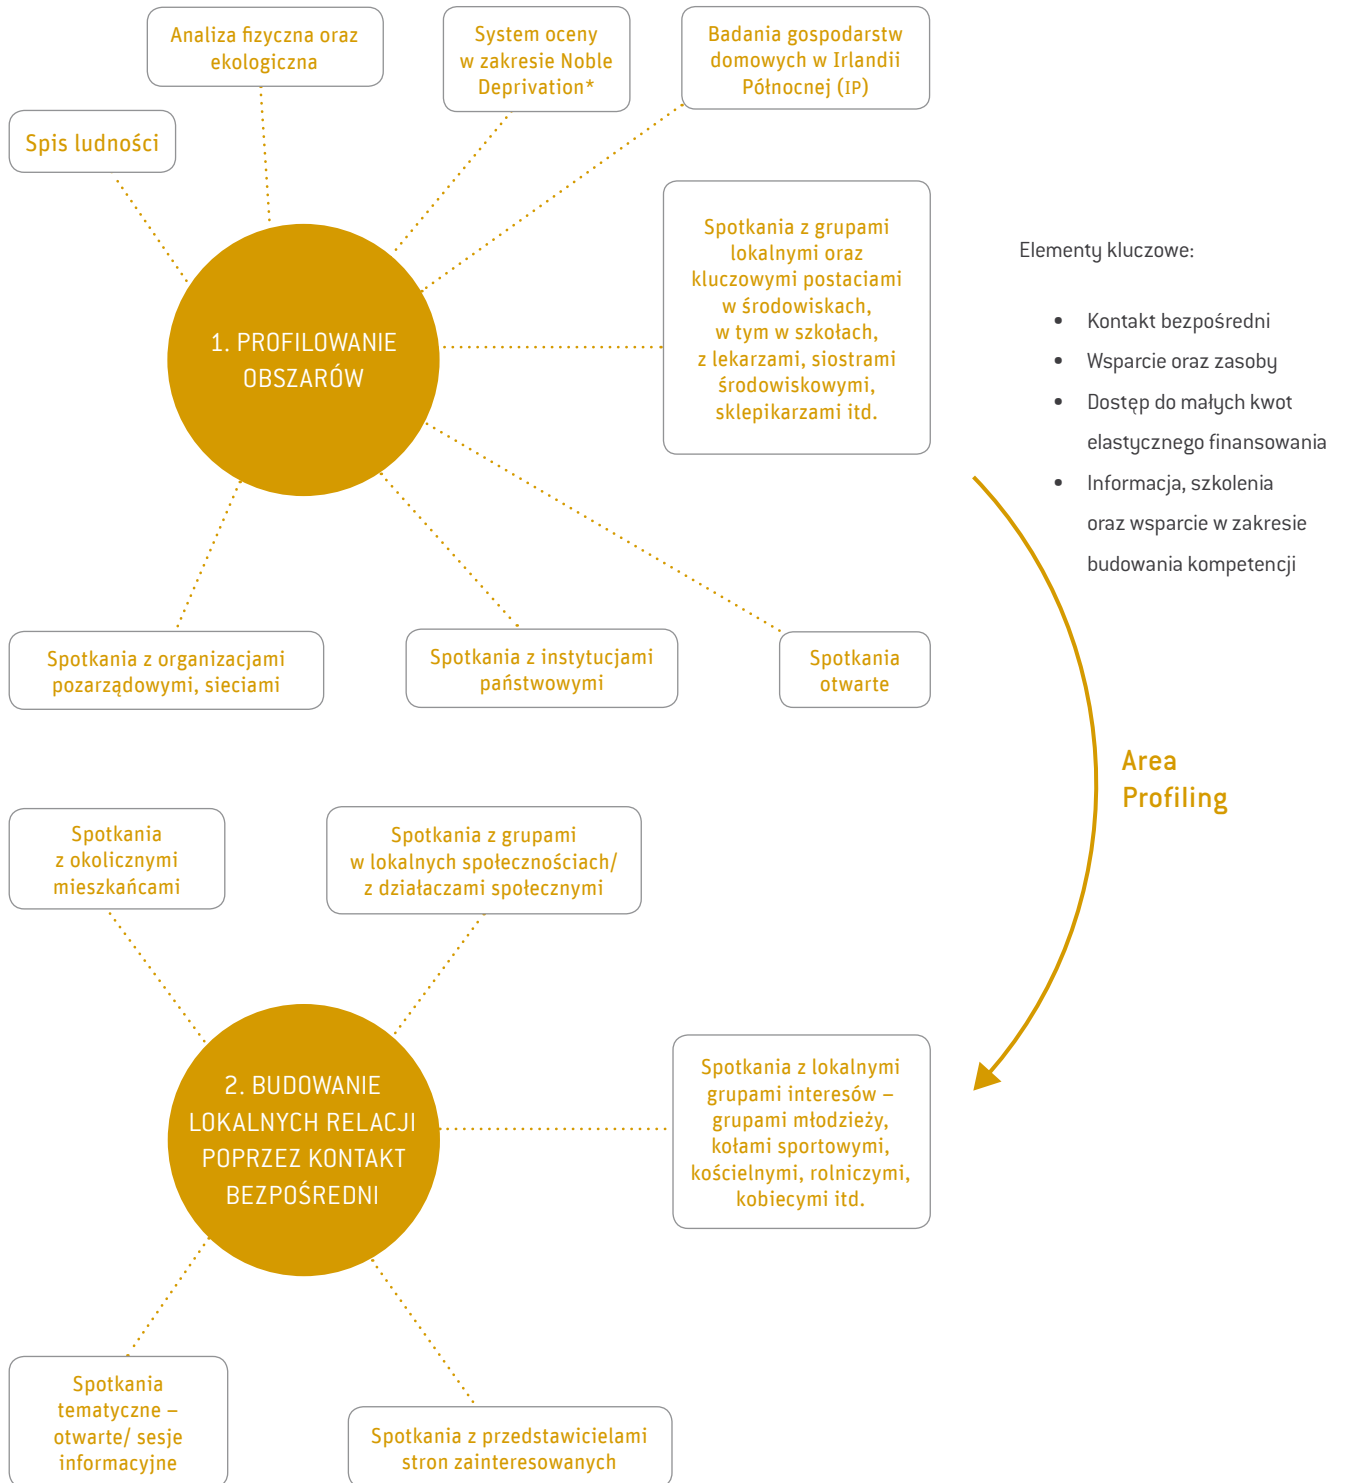 Analiza fizyczna oraz
ekologiczna
System oceny
w zakresie Noble
Deprivation*
Badania gospodarstw
domowych w Irlandii
Północnej (IP)
Spis ludności
Spotkania z grupami
lokalnymi oraz
kluczowymi postaciami
w środowiskach,
w tym w szkołach,
z lekarzami, siostrami
środowiskowymi,
sklepikarzami itd.
1. PROFILOWANIE
OBSZARÓW
Elementy kluczowe:
• Kontakt bezpośredni
• Wsparcie oraz zasoby
• Dostęp do małych kwot
elastycznego finansowania
• Informacja, szkolenia
oraz wsparcie w zakresie
budowania kompetencji
Spotkania z organizacjami
pozarządowymi, sieciami
Spotkania z instytucjami
państwowymi
Spotkania
otwarte
Area
Profiling
Spotkania
z okolicznymi
mieszkańcami
Spotkania z grupami
w lokalnych społecznościach/
z działaczami społecznymi
2. BUDOWANIE
LOKALNYCH RELACJI
POPRZEZ KONTAKT
BEZPOŚREDNI
Spotkania z lokalnymi
grupami interesów –
grupami młodzieży,
kołami sportowymi,
kościelnymi, rolniczymi,
kobiecymi itd.
Spotkania
tematyczne –
otwarte/ sesje
informacyjne
Spotkania z przedstawicielami
stron zainteresowanych